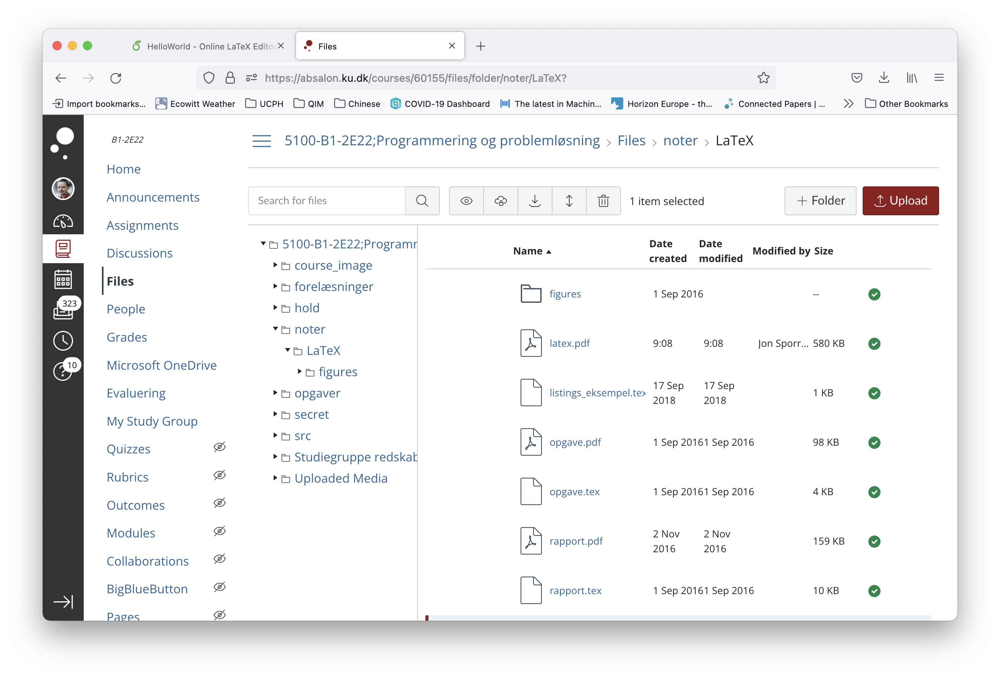 HelloWorld - Online LaTeX Editor
Files
https://absalon.ku.dk/courses/60155/files/folder/noter/LaTeX?
Import bookmarks... Ecowitt Weather UCPH QIM Chinese COVID-19 Dashboard The latest in Machin... Horizon Europe - th... Connected Papers | ... Other Bookmarks
B1-2E22
5100-B1-2E22;Programmering og problemløsning › Files › noter › LaTeX
Home
Announcements
Assignments
Discussions
Files
People
Grades
Microsoft OneDrive
Evaluering
My Study Group
Quizzes
Rubrics
Outcomes
Modules
Collaborations
BigBlueButton
Pages
323
10
Search for files
1 item selected
+ Folder
Upload
5100-B1-2E22;Programm
course_image
forelæsninger
hold
noter
LaTeX
figures
opgaver
secret
src
Studiegruppe redskab
Uploaded Media
Name Date created Date modified Modified by Size
figures 1 Sep 2016 --
latex.pdf 9:08 9:08 Jon Sporr... 580 KB
listings_eksempel.tex 17 Sep 2018 17 Sep 2018 1 KB
opgave.pdf 1 Sep 2016 1 Sep 2016 98 KB
opgave.tex 1 Sep 2016 1 Sep 2016 4 KB
rapport.pdf 2 Nov 2016 2 Nov 2016 159 KB
rapport.tex 1 Sep 2016 1 Sep 2016 10 KB